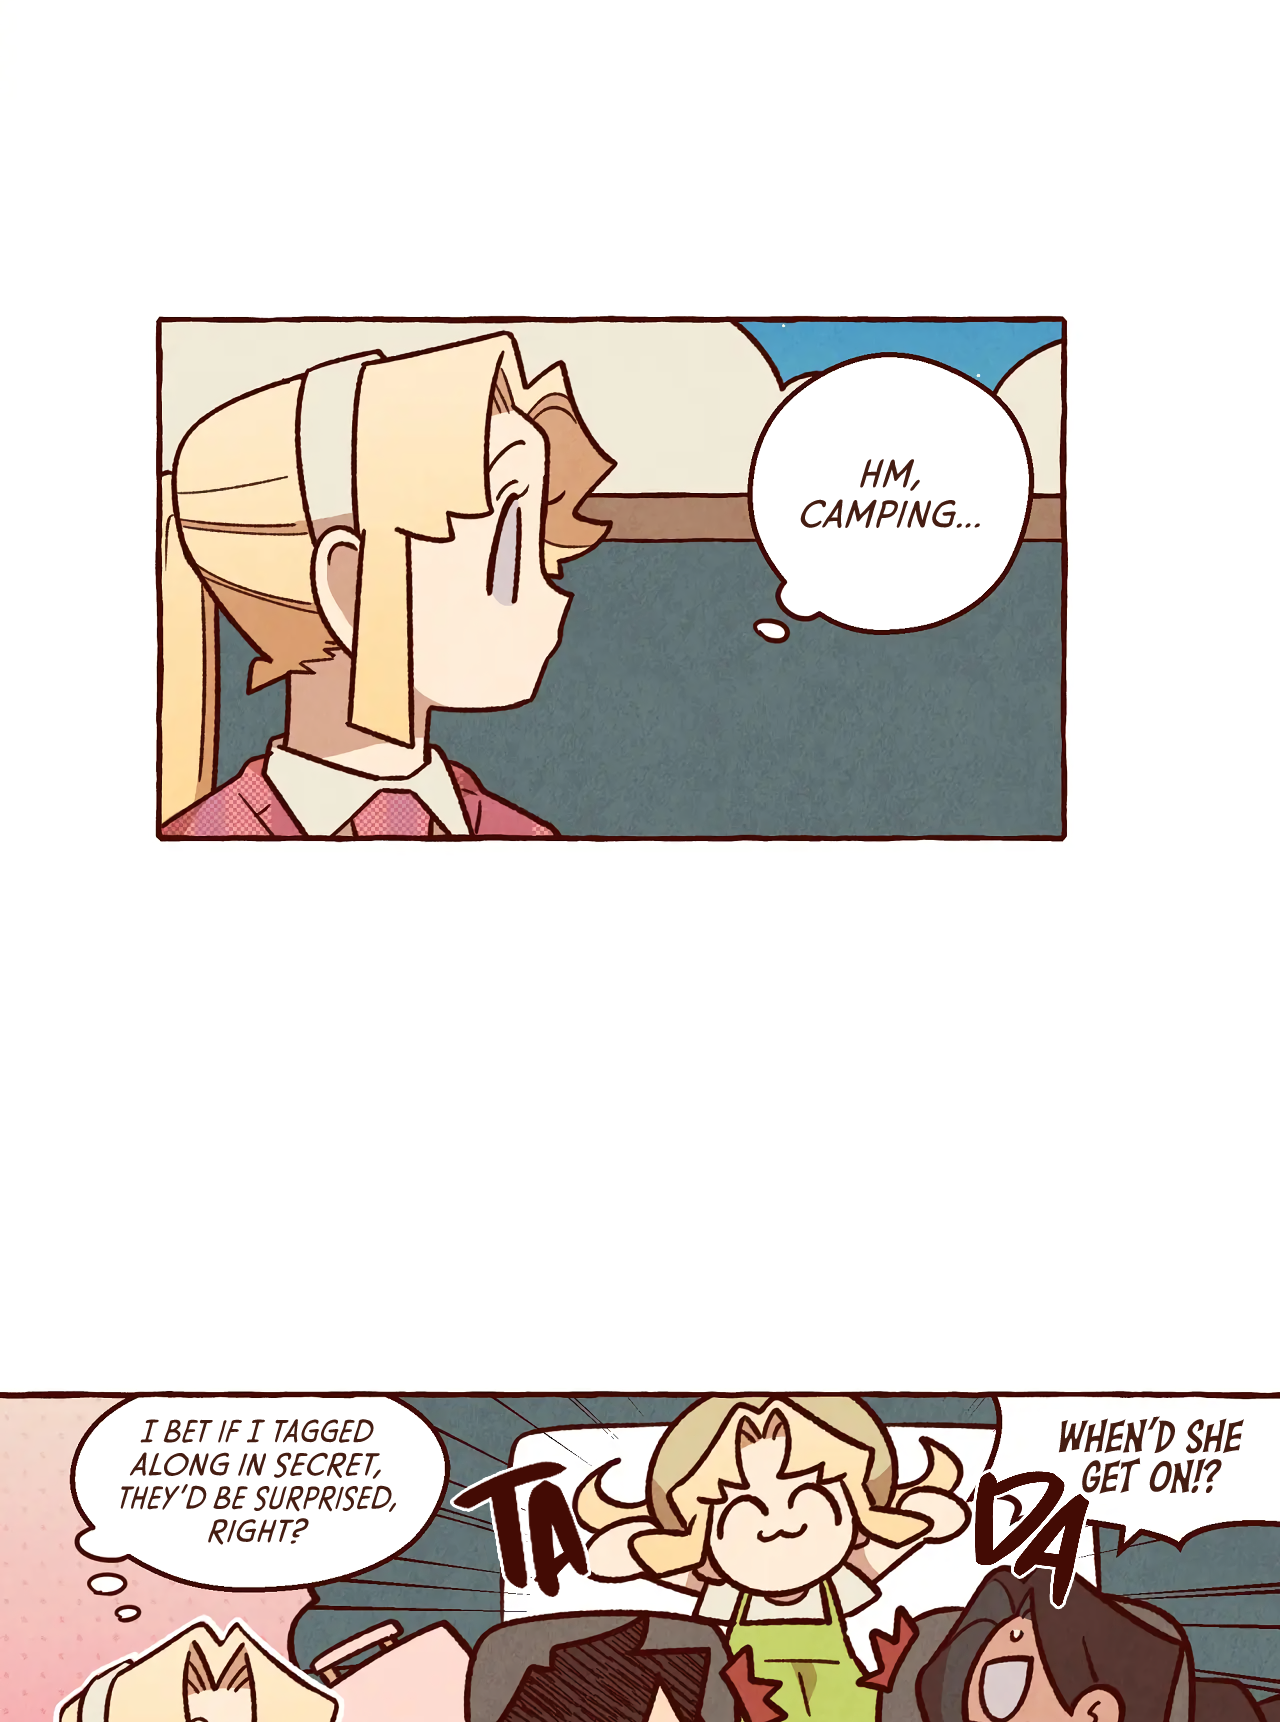 HM,
CAMPING...
I BET IF I TAGGED
ALONG IN SECRET,
THEY'D BE SURPRISED,
RIGHT?
TA
DA
WHEN'D SHE
GET ON!?